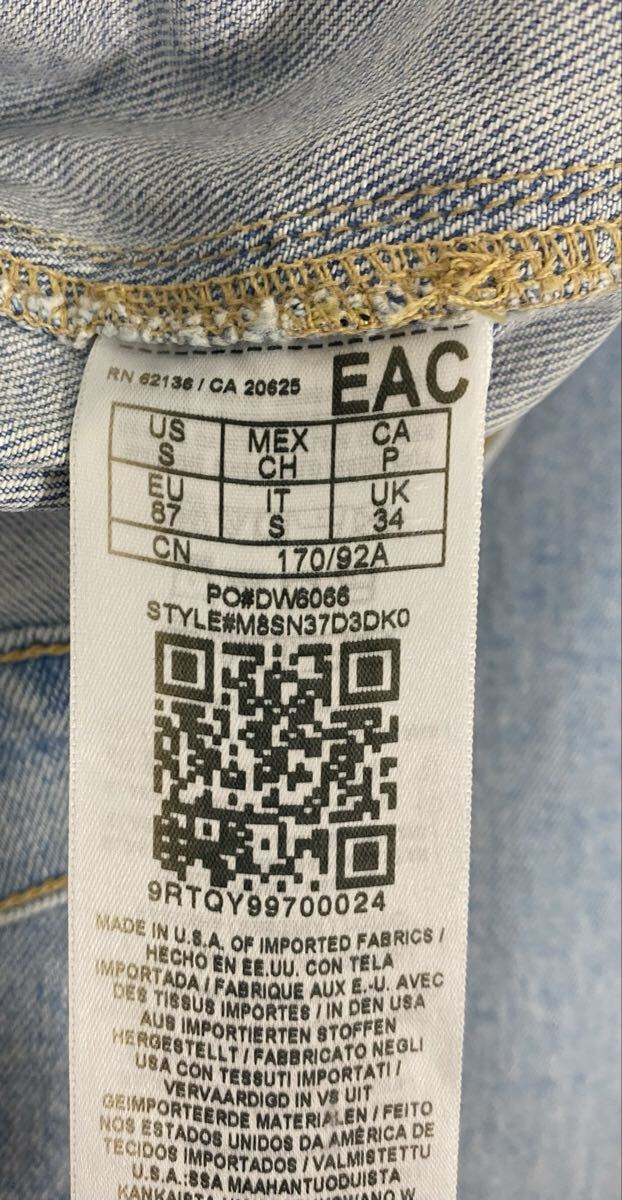 RN 62136 / CA 20625
EAC
US
S
MEX
CH
CA
P
EU
87
IT
S
UK
34
CN
170/92A
PO#DW6066
STYLE#M8SN37D3DK0
9RTQY99700024
MADE IN U.S.A. OF IMPORTED FABRICS /
HECHO EN EE.UU. CON TELA
IMPORTADA / FABRIQUE AUX E.-U. AVEC
DES TISSUS IMPORTES / IN DEN USA
AUS IMPORTIERTEN STOFFEN
HERGESTELLT / FABBRICATO NEGLI
USA CON TESSUTI IMPORTATI /
VERVAARDIGD IN VS UIT
GEIMPORTEERDE MATERIALEN / FEITO
NOS ESTADOS UNIDOS DA AMÉRICA DE
TECIDOS IMPORTADOS / VALMISTETTU
U.S.A.:SSA MAAHANTUODUISTA